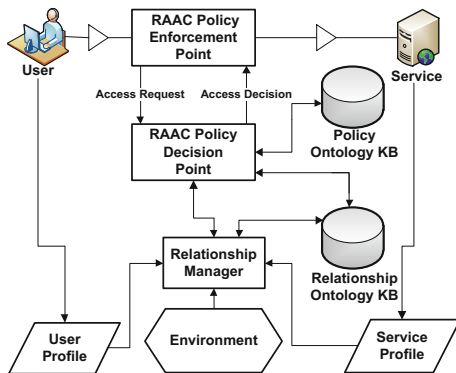 RAAC Policy
Enforcement
Point
User
Service
Access Request
Access Decision
RAAC Policy
Decision
Point
Policy
Ontology KB
Relationship
Manager
Relationship
Ontology KB
User
Profile
Environment
Service
Profile